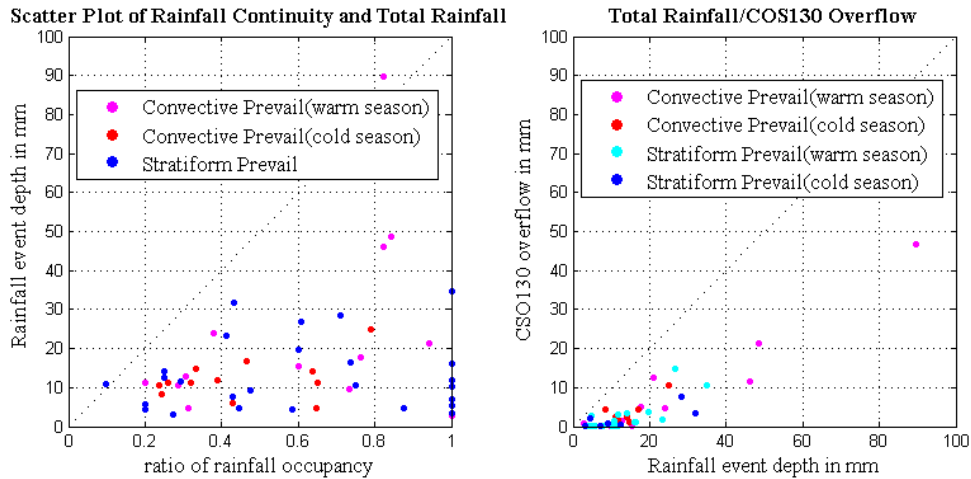 Scatter Plot of Rainfall Continuity and Total Rainfall
Rainfall event depth in mm
100
90
80
70
60
50
40
30
20
10
0
Convective Prevail(warm season)
Convective Prevail(cold season)
Stratiform Prevail
0 0.2 0.4 0.6 0.8 1
ratio of rainfall occupancy
Total Rainfall/COS130 Overflow
CSO130 overflow in mm
100
90
80
70
60
50
40
30
20
10
0
Convective Prevail(warm season)
Convective Prevail(cold season)
Stratiform Prevail(warm season)
Stratiform Prevail(cold season)
0 20 40 60 80 100
Rainfall event depth in mm